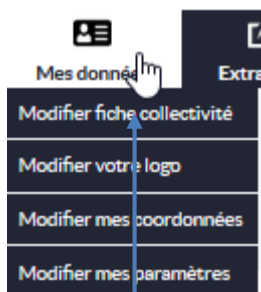 Mes données
Extra
Modifier fiche collectivité
Modifier votre logo
Modifier mes coordonnées
Modifier mes paramètres